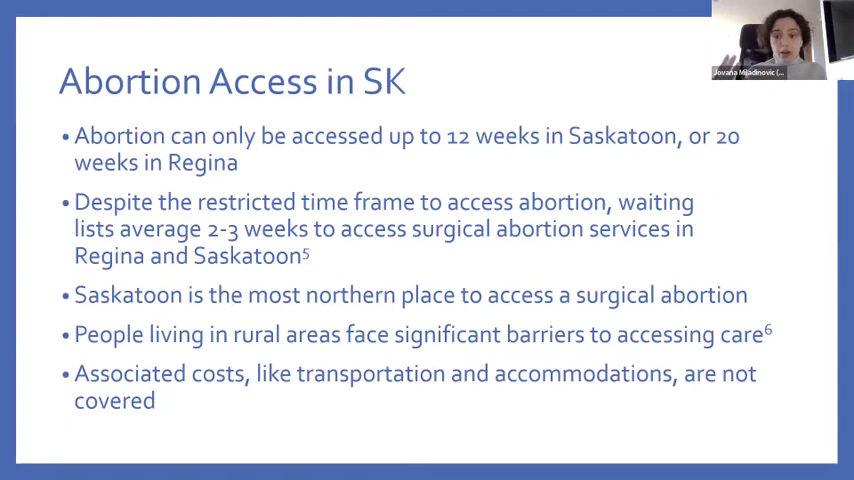 Jovana Miladinovic (...
Abortion Access in SK
• Abortion can only be accessed up to 12 weeks in Saskatoon, or 20
weeks in Regina
• Despite the restricted time frame to access abortion, waiting
lists average 2-3 weeks to access surgical abortion services in
Regina and Saskatoon⁵
• Saskatoon is the most northern place to access a surgical abortion
• People living in rural areas face significant barriers to accessing care⁶
• Associated costs, like transportation and accommodations, are not
covered